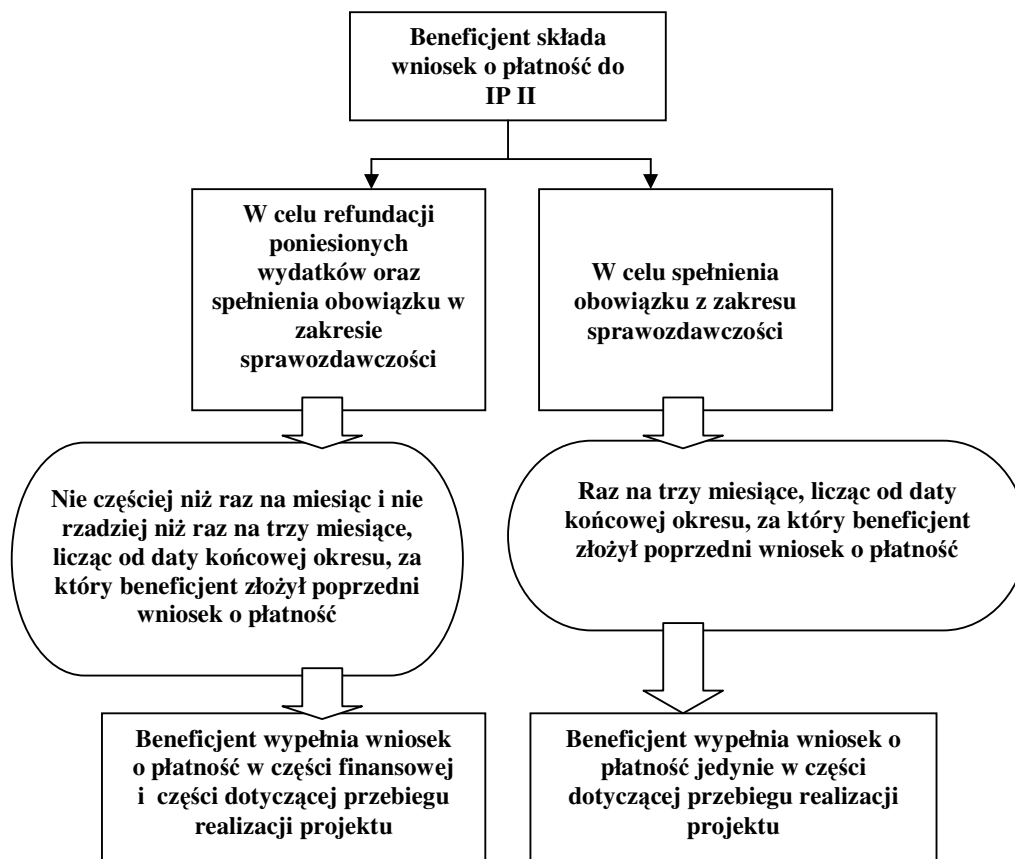 Beneficjent składa
wniosek o płatność do
IP II
W celu refundacji
poniesionych
wydatków oraz
spełnienia obowiązku w
zakresie
sprawozdawczości
W celu spełnienia
obowiązku z zakresu
sprawozdawczości
Nie częściej niż raz na miesiąc i nie
rzadziej niż raz na trzy miesiące,
licząc od daty końcowej okresu, za
który beneficjent złożył poprzedni
wniosek o płatność
Raz na trzy miesiące, licząc od daty
końcowej okresu, za który beneficjent
złożył poprzedni wniosek o płatność
Beneficjent wypełnia wniosek
o płatność w części finansowej
i części dotyczącej przebiegu
realizacji projektu
Beneficjent wypełnia wniosek o
płatność jedynie w części
dotyczącej przebiegu realizacji
projektu